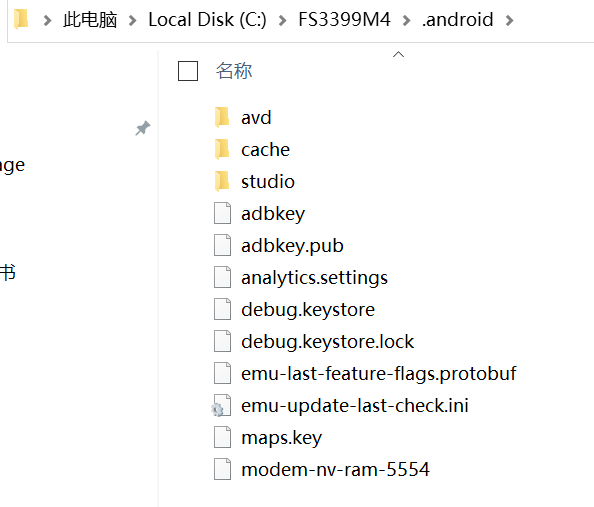 此电脑 Local Disk (C:) FS3399M4 .android
名称
avd
cache
studio
adbkey
adbkey.pub
analytics.settings
debug.keystore
debug.keystore.lock
emu-last-feature-flags.protobuf
emu-update-last-check.ini
maps.key
modem-nv-ram-5554
age
书